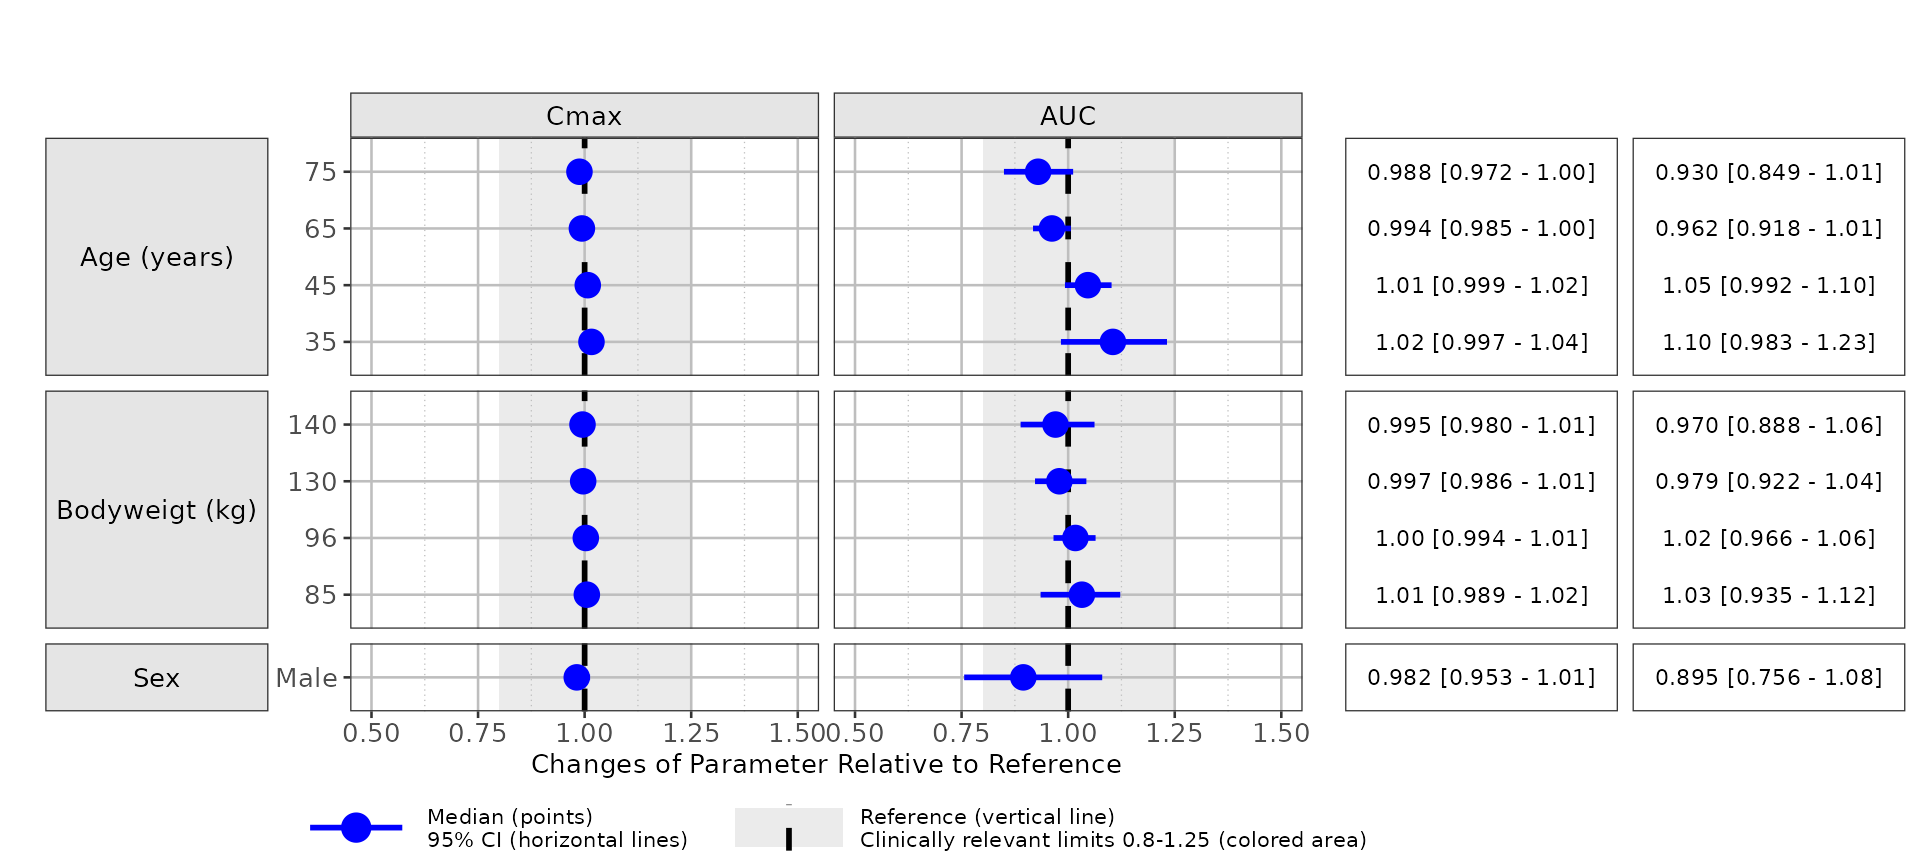 Cmax
AUC
Age (years)
75
0.988 [0.972 - 1.00]
0.930 [0.849 - 1.01]
65
0.994 [0.985 - 1.00]
0.962 [0.918 - 1.01]
45
1.01 [0.999 - 1.02]
1.05 [0.992 - 1.10]
35
1.02 [0.997 - 1.04]
1.10 [0.983 - 1.23]
Bodyweigt (kg)
140
0.995 [0.980 - 1.01]
0.970 [0.888 - 1.06]
130
0.997 [0.986 - 1.01]
0.979 [0.922 - 1.04]
96
1.00 [0.994 - 1.01]
1.02 [0.966 - 1.06]
85
1.01 [0.989 - 1.02]
1.03 [0.935 - 1.12]
Sex
Male
0.982 [0.953 - 1.01]
0.895 [0.756 - 1.08]
0.50 0.75 1.00 1.25 1.50
0.50 0.75 1.00 1.25 1.50
Changes of Parameter Relative to Reference
Median (points)
95% CI (horizontal lines)
Reference (vertical line)
Clinically relevant limits 0.8-1.25 (colored area)